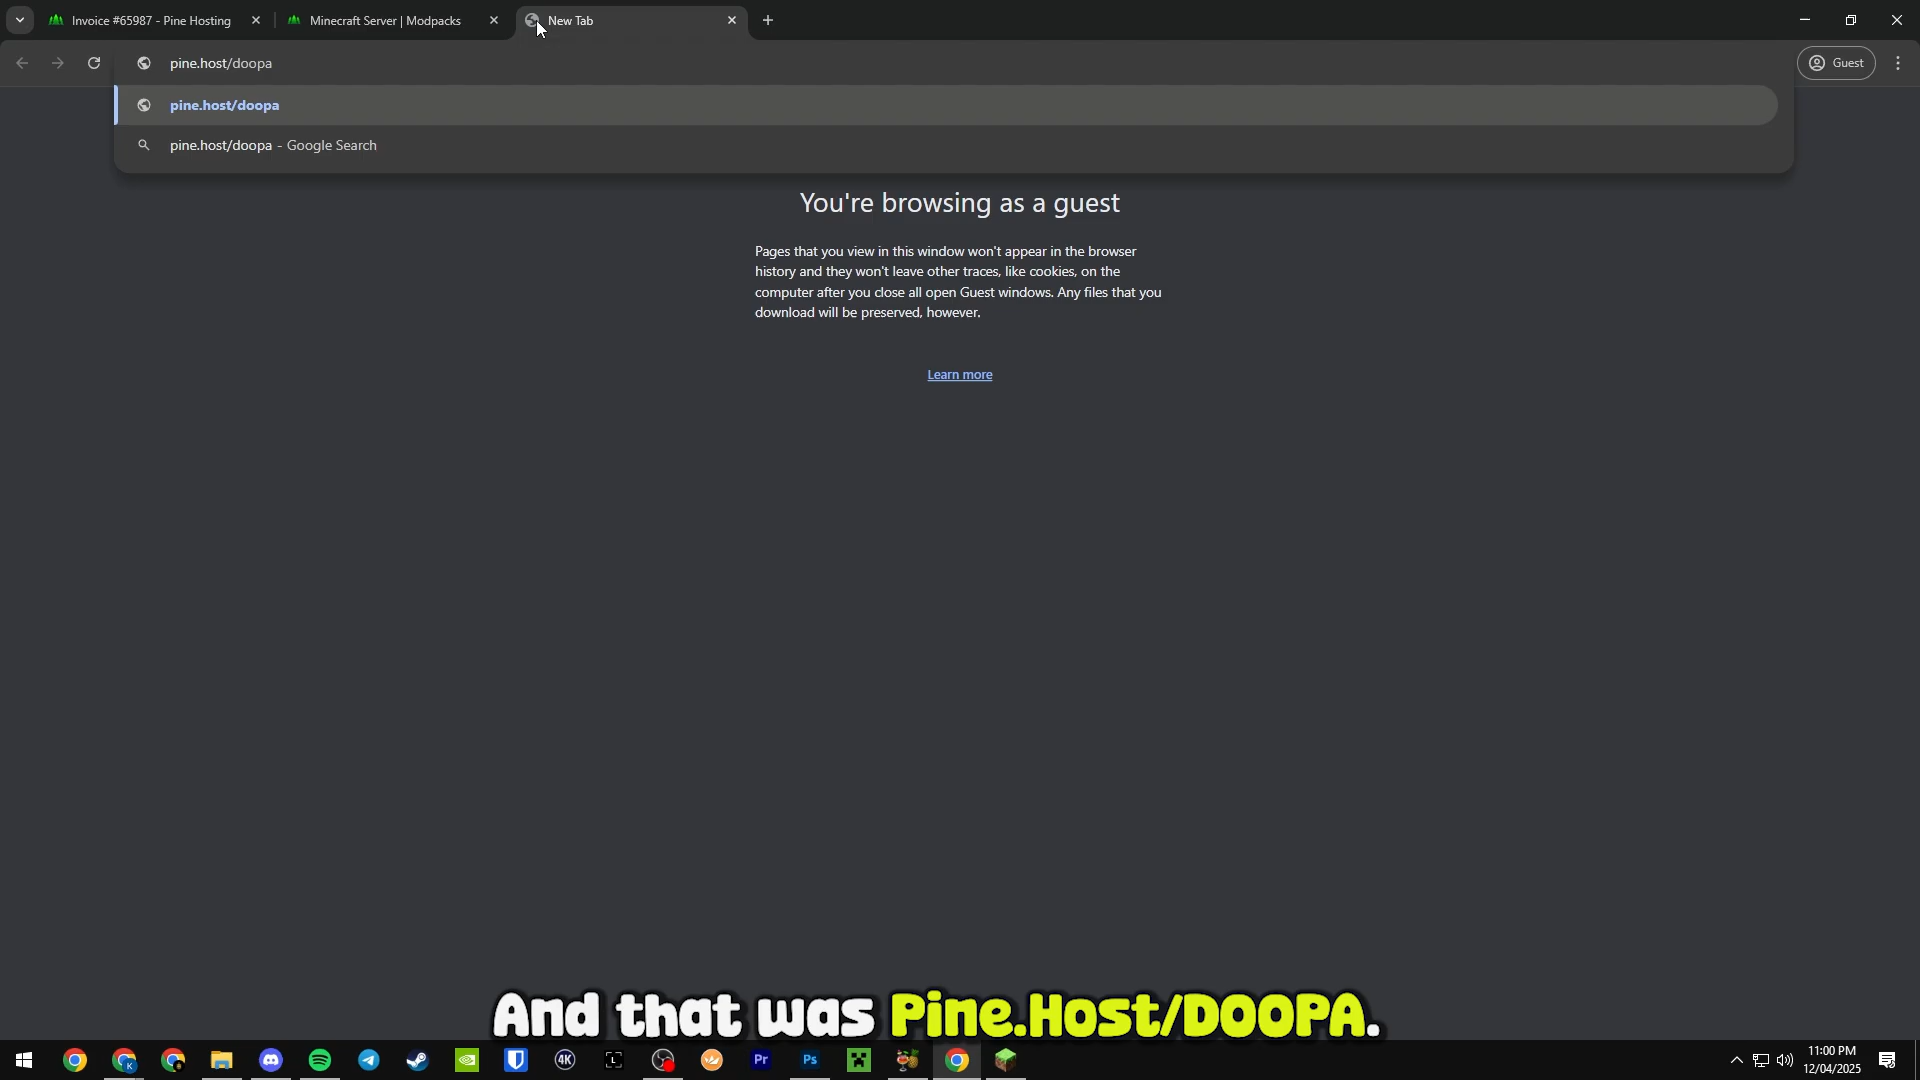 Invoice #65987 - Pine Hosting
Minecraft Server | Modpacks
New Tab
pine.host/doopa
Guest
pine.host/doopa
pine.host/doopa - Google Search
You're browsing as a guest
Pages that you view in this window won't appear in the browser
history and they won't leave other traces, like cookies, on the
computer after you close all open Guest windows. Any files that you
download will be preserved, however.
Learn more
And that was Pine.Host/DOOPA.
K
4K
L
Pr
Ps
11:00 PM
12/04/2025